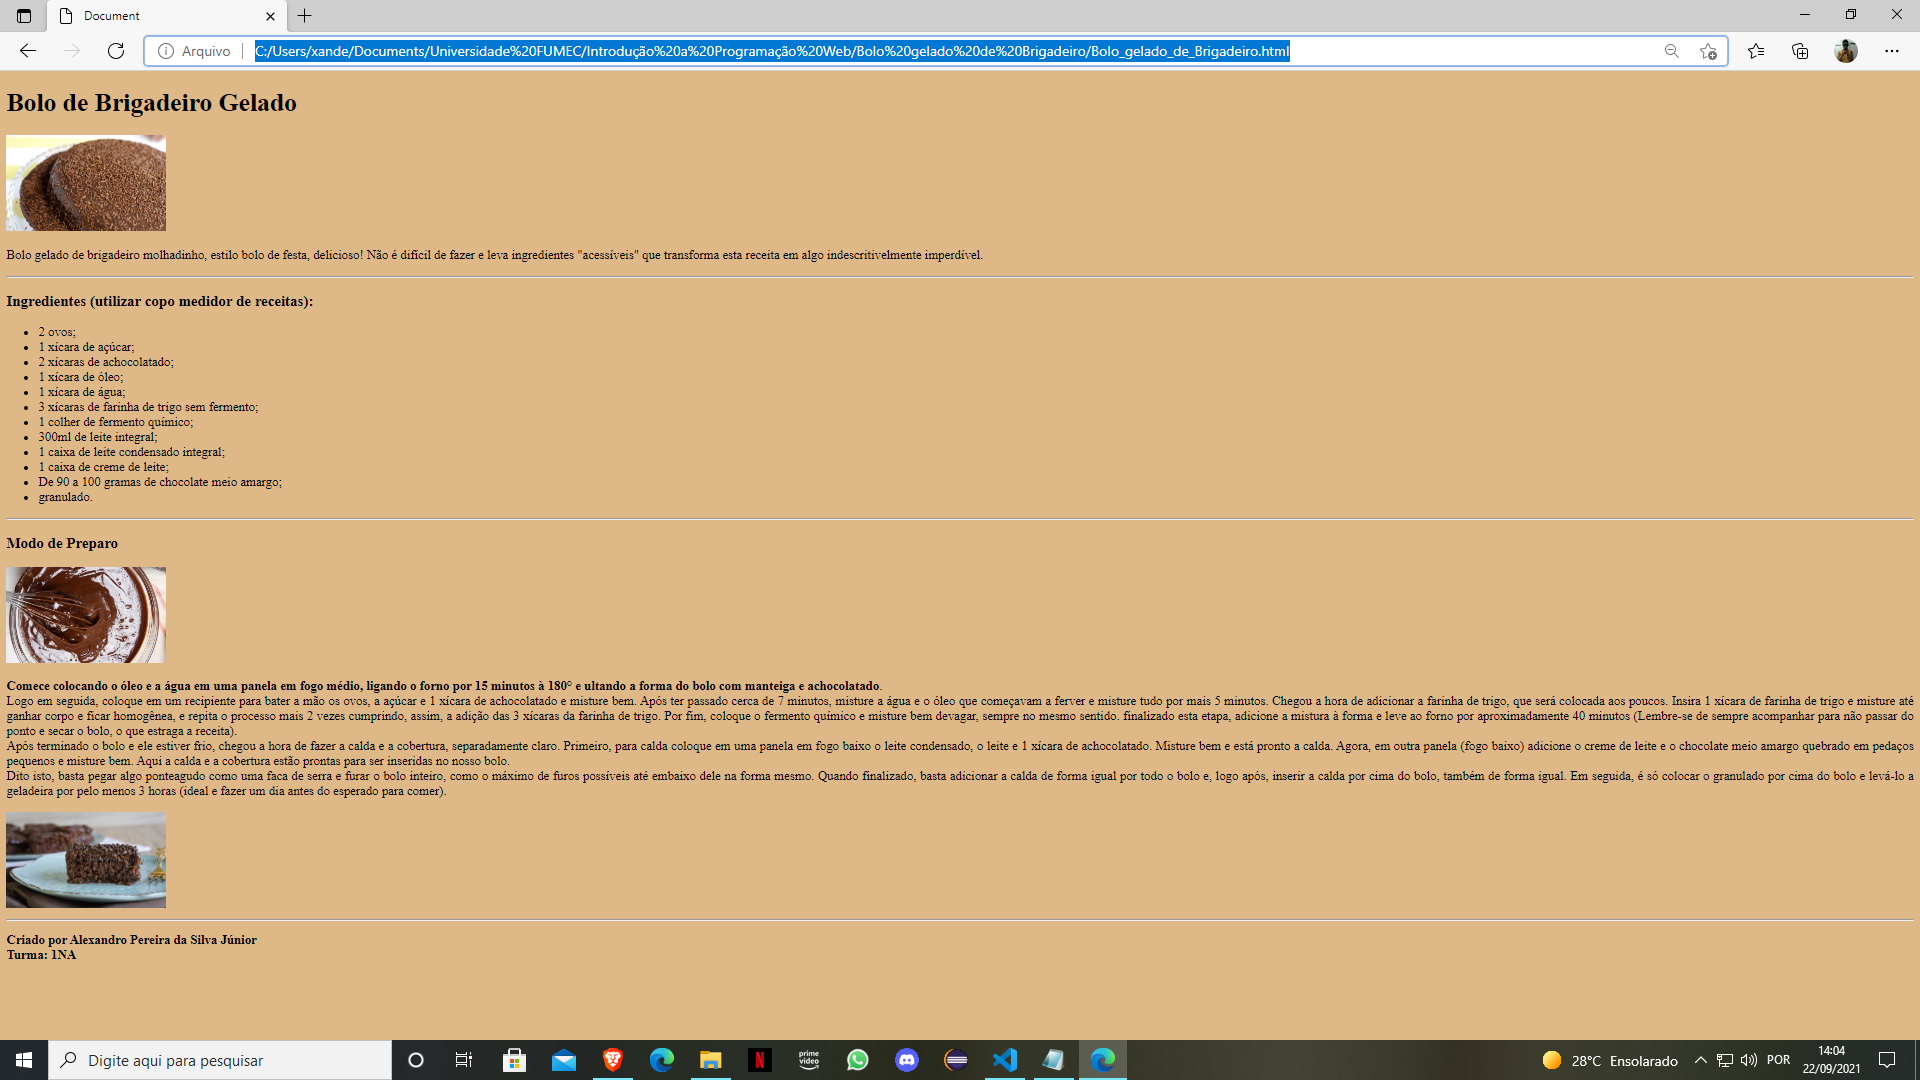 Document
Arquivo
C:/Users/xande/Documents/Universidade%20FUMEC/Introdução%20a%20Programação%20Web/Bolo%20gelado%20de%20Brigadeiro/Bolo_gelado_de_Brigadeiro.html
Bolo de Brigadeiro Gelado
Bolo gelado de brigadeiro molhadinho, estilo bolo de festa, delicioso! Não é difícil de fazer e leva ingredientes "acessíveis" que transforma esta receita em algo indescritivelmente imperdível.
Ingredientes (utilizar copo medidor de receitas):
• 2 ovos;
• 1 xícara de açúcar;
• 2 xícaras de achocolatado;
• 1 xícara de óleo;
• 1 xícara de água;
• 3 xícaras de farinha de trigo sem fermento;
• 1 colher de fermento químico;
• 300ml de leite integral;
• 1 caixa de leite condensado integral;
• 1 caixa de creme de leite;
• De 90 a 100 gramas de chocolate meio amargo;
• granulado.
Modo de Preparo
Comece colocando o óleo e a água em uma panela em fogo médio, ligando o forno por 15 minutos à 180° e ultando a forma do bolo com manteiga e achocolatado.
Logo em seguida, coloque em um recipiente para bater a mão os ovos, a açúcar e 1 xícara de achocolatado e misture bem. Após ter passado cerca de 7 minutos, misture a água e o óleo que começavam a ferver e misture tudo por mais 5 minutos. Chegou a hora de adicionar a farinha de trigo, que será colocada aos poucos. Insira 1 xícara de farinha de trigo e misture até
ganhar corpo e ficar homogênea, e repita o processo mais 2 vezes cumprindo, assim, a adição das 3 xícaras da farinha de trigo. Por fim, coloque o fermento químico e misture bem devagar, sempre no mesmo sentido. finalizado esta etapa, adicione a mistura à forma e leve ao forno por aproximadamente 40 minutos (Lembre-se de sempre acompanhar para não passar do
ponto e secar o bolo, o que estraga a receita).
Após terminado o bolo e ele estiver frio, chegou a hora de fazer a calda e a cobertura, separadamente claro. Primeiro, para calda coloque em uma panela em fogo baixo o leite condensado, o leite e 1 xícara de achocolatado. Misture bem e está pronto a calda. Agora, em outra panela (fogo baixo) adicione o creme de leite e o chocolate meio amargo quebrado em pedaços
pequenos e misture bem. Aqui a calda e a cobertura estão prontas para ser inseridas no nosso bolo.
Dito isto, basta pegar algo ponteagudo como uma faca de serra e furar o bolo inteiro, como o máximo de furos possíveis até embaixo dele na forma mesmo. Quando finalizado, basta adicionar a calda de forma igual por todo o bolo e, logo após, inserir a calda por cima do bolo, também de forma igual. Em seguida, é só colocar o granulado por cima do bolo e levá-lo a
geladeira por pelo menos 3 horas (ideal e fazer um dia antes do esperado para comer).
Criado por Alexandro Pereira da Silva Júnior
Turma: 1NA
Digite aqui para pesquisar
prime video
28°C Ensolarado
POR
14:04
22/09/2021